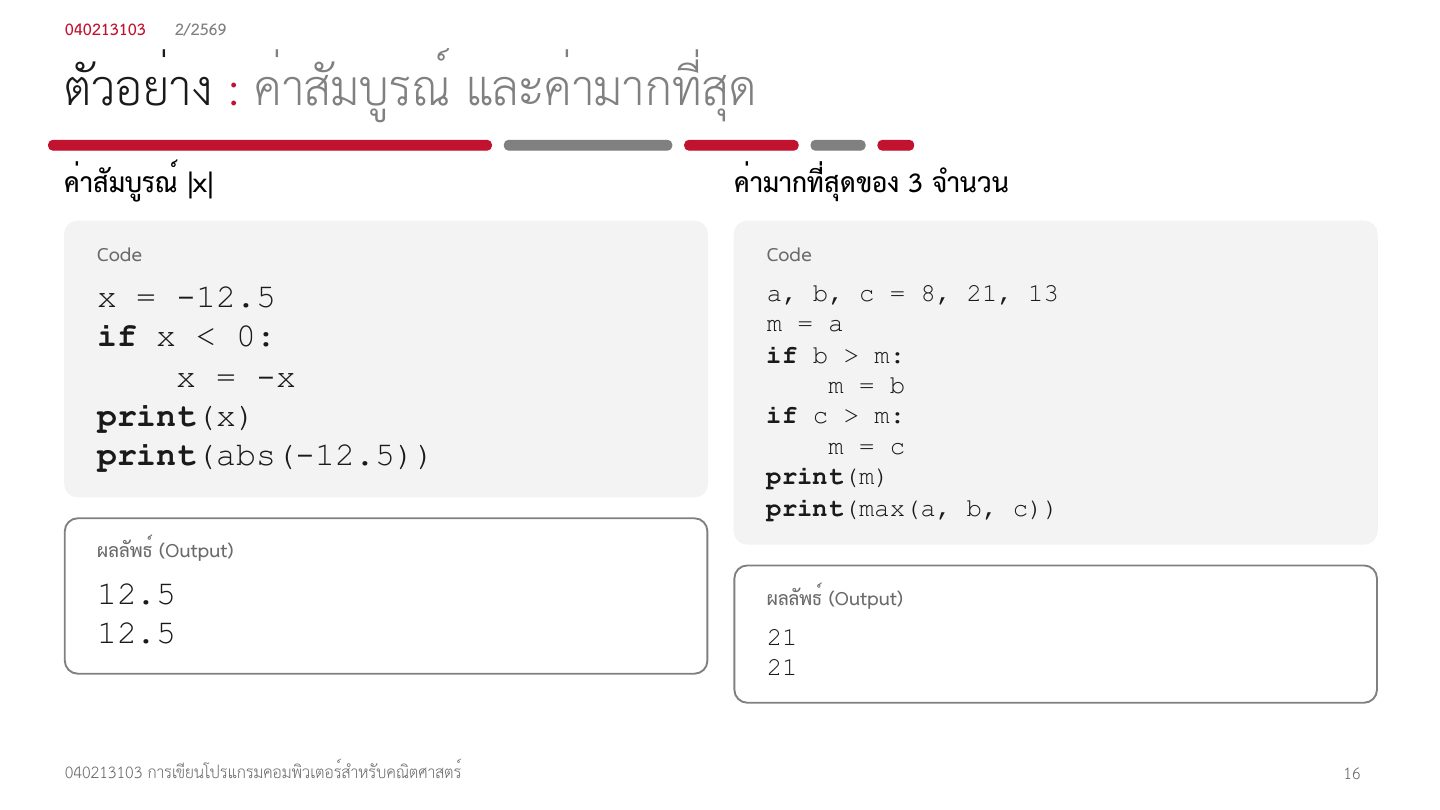 040213103 2/2569
ตัวอย่าง : ค่าสัมบูรณ์ และค่ามากที่สุด
ค่าสัมบูรณ์ |x|
Code
x = -12.5
if x < 0:
    x = -x
print(x)
print(abs(-12.5))
ผลลัพธ์ (Output)
12.5
12.5
ค่ามากที่สุดของ 3 จำนวน
Code
a, b, c = 8, 21, 13
m = a
if b > m:
    m = b
if c > m:
    m = c
print(m)
print(max(a, b, c))
ผลลัพธ์ (Output)
21
21
040213103 การเขียนโปรแกรมคอมพิวเตอร์สำหรับคณิตศาสตร์
16